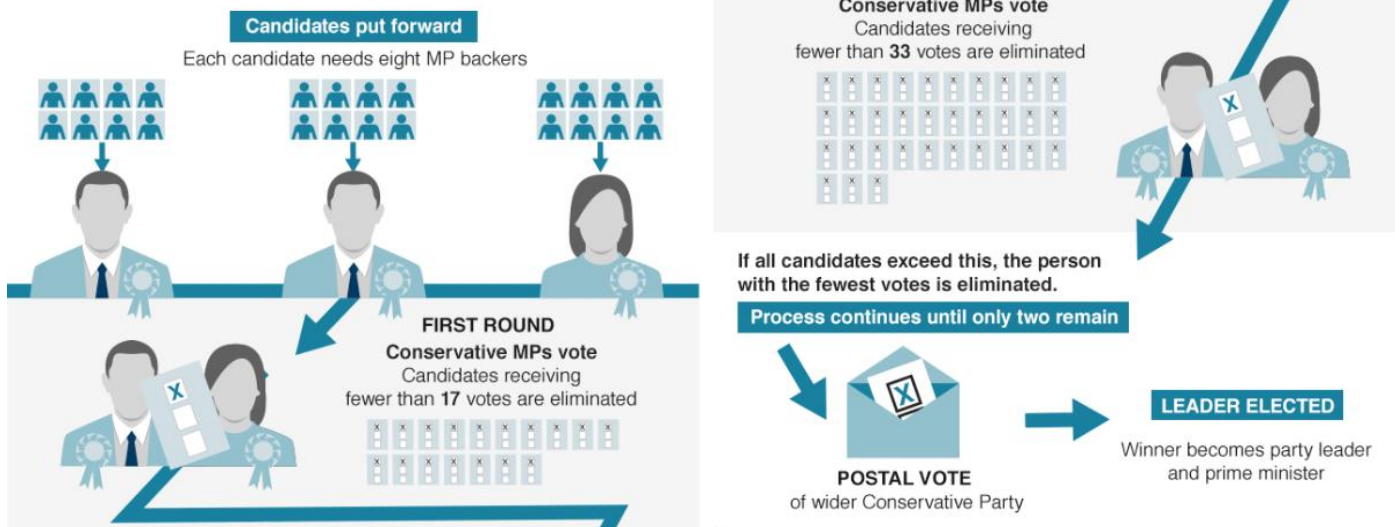 Candidates put forward
Each candidate needs eight MP backers
FIRST ROUND
Conservative MPs vote
Candidates receiving
fewer than 17 votes are eliminated
Conservative MPs vote
Candidates receiving
fewer than 33 votes are eliminated
If all candidates exceed this, the person
with the fewest votes is eliminated.
Process continues until only two remain
POSTAL VOTE
of wider Conservative Party
LEADER ELECTED
Winner becomes party leader
and prime minister